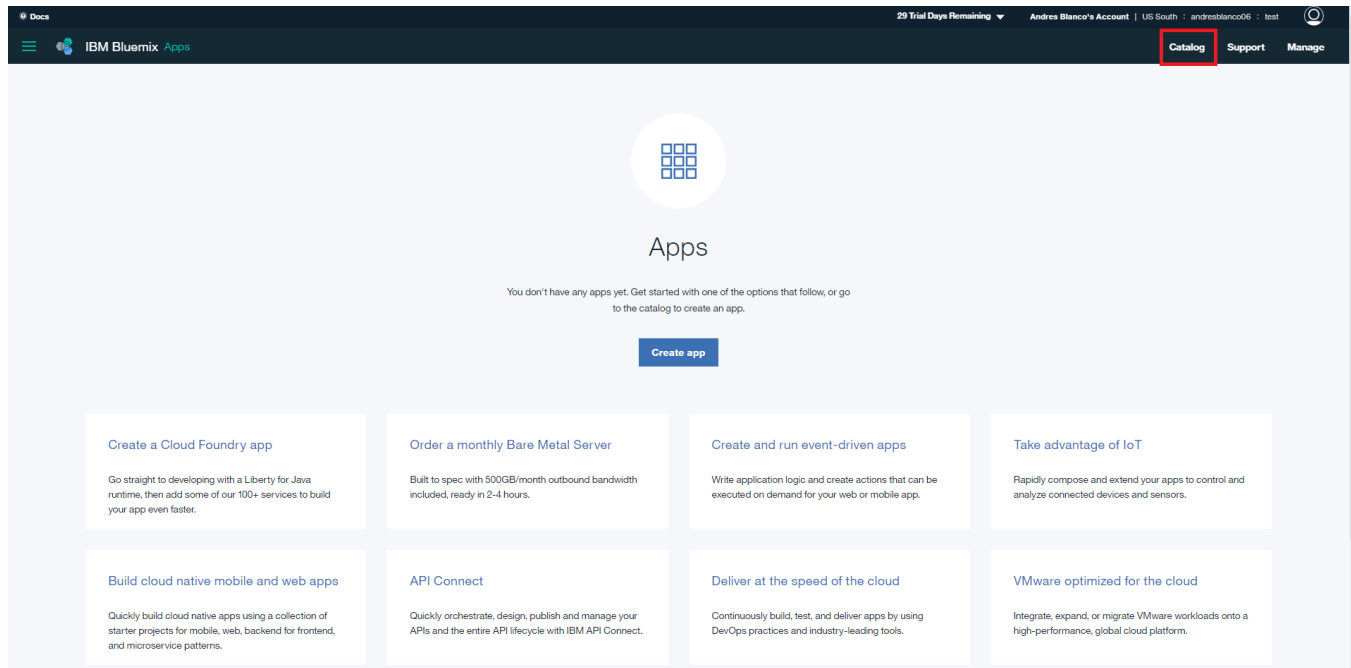 Docs
29 Trial Days Remaining
Andres Blanco's Account | US South : andresblanco06 : test
IBM Bluemix Apps
Catalog
Support
Manage
Apps
You don't have any apps yet. Get started with one of the options that follow, or go
to the catalog to create an app.
Create app
Create a Cloud Foundry app
Go straight to developing with a Liberty for Java
runtime, then add some of our 100+ services to build
your app even faster.
Order a monthly Bare Metal Server
Built to spec with 500GB/month outbound bandwidth
included, ready in 2-4 hours.
Create and run event-driven apps
Write application logic and create actions that can be
executed on demand for your web or mobile app.
Take advantage of IoT
Rapidly compose and extend your apps to control and
analyze connected devices and sensors.
Build cloud native mobile and web apps
Quickly build cloud native apps using a collection of
starter projects for mobile, web, backend for frontend,
and microservice patterns.
API Connect
Quickly orchestrate, design, publish and manage your
APIs and the entire API lifecycle with IBM API Connect.
Deliver at the speed of the cloud
Continuously build, test, and deliver apps by using
DevOps practices and industry-leading tools.
VMware optimized for the cloud
Integrate, expand, or migrate VMware workloads onto a
high-performance, global cloud platform.